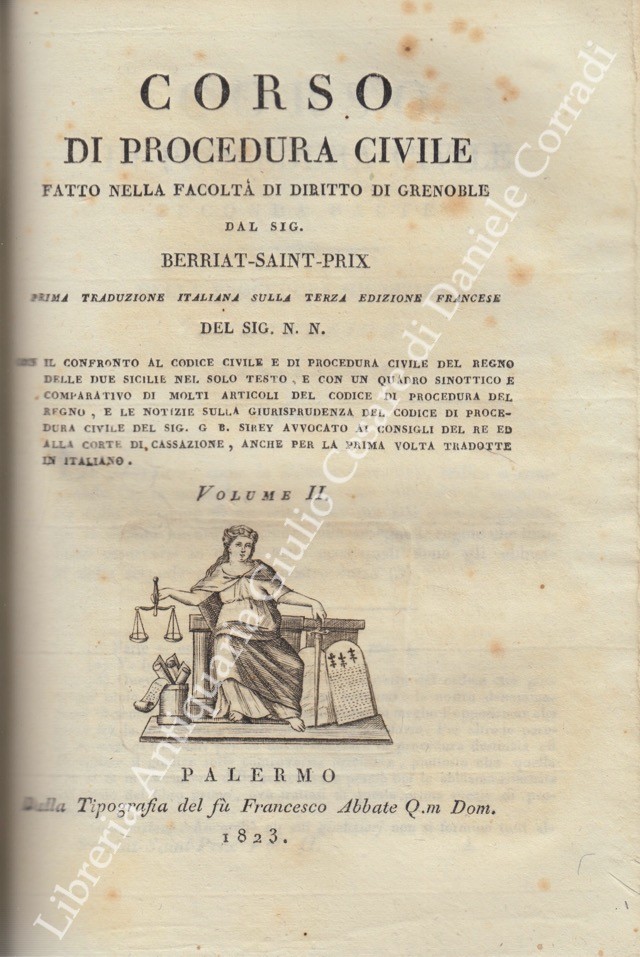 CORSO
DI PROCEDURA CIVILE
FATTO NELLA FACOLTÀ DI DIRITTO DI GRENOBLE
DAL SIG.
BERRIAT-SAINT-PRIX
PRIMA TRADUZIONE ITALIANA SULLA TERZA EDIZIONE FRANCESE
DEL SIG. N. N.
CON IL CONFRONTO AL CODICE CIVILE E DI PROCEDURA CIVILE DEL REGNO
DELLE DUE SICILIE NEL SOLO TESTO, E CON UN QUADRO SINOTTICO E
COMPARATIVO DI MOLTI ARTICOLI DEL CODICE DI PROCEDURA DEL
REGNO, E LE NOTIZIE SULLA GIURISPRUDENZA DEL CODICE DI PROCE-
DURA CIVILE DEL SIG. G B. SIREY AVVOCATO AI CONSIGLI DEL RE ED
ALLA CORTE DI CASSAZIONE, ANCHE PER LA PRIMA VOLTA TRADOTTE
IN ITALIANO.
VOLUME II.
PALERMO
Dalla Tipografia del fù Francesco Abbate Q.m Dom.
1823.
Libreria Antiquaria Giulio Cesare di Daniele Corradi